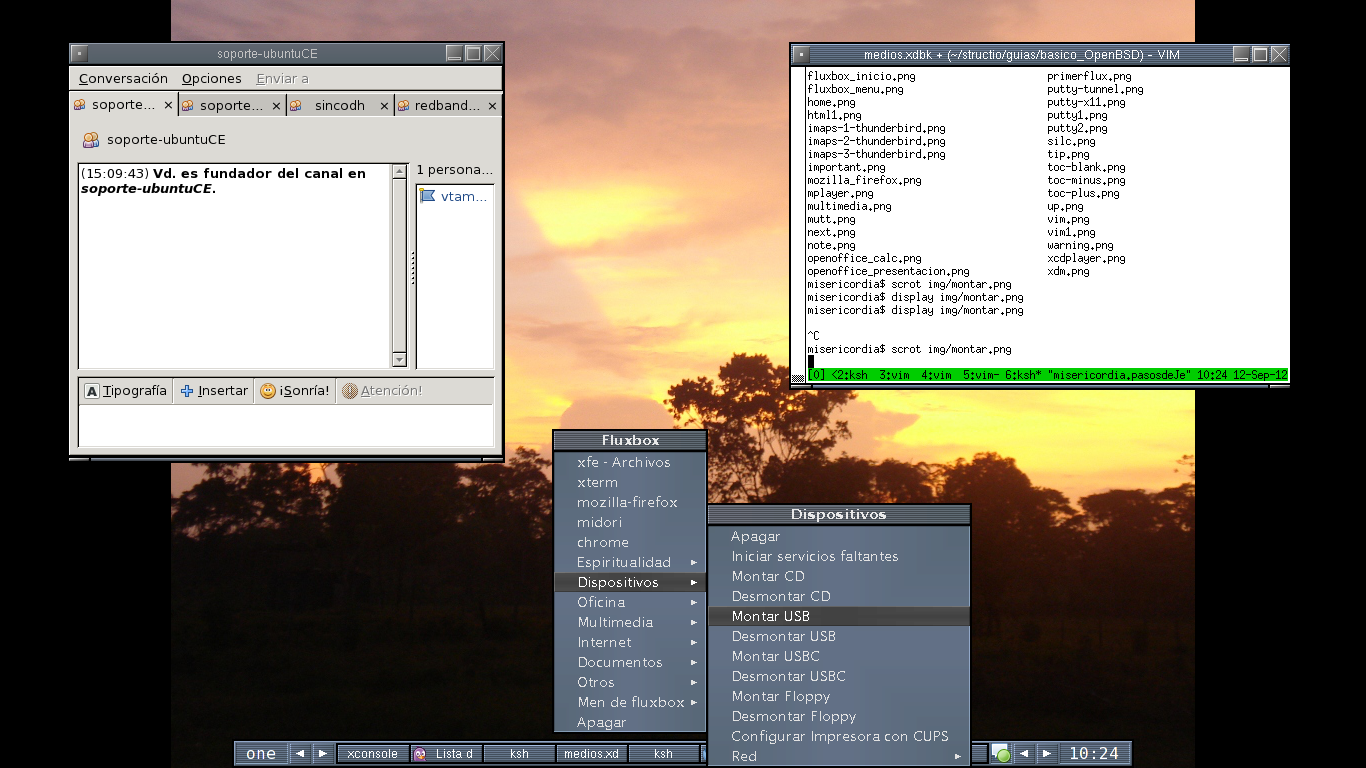 soporte-ubuntuCE
Conversación Opciones Enviar a
soporte... soporte... sincodh redband...
soporte-ubuntuCE
(15:09:43) Vd. es fundador del canal en
soporte-ubuntuCE.
1 persona...
vtam...
Tipografía Insertar ¡Sonría! ¡Atención!
medios.xdbk + (~/structio/guias/basico_OpenBSD) - VIM
fluxbox_inicio.png primerflux.png
fluxbox_menu.png putty-tunnel.png
home.png putty-x11.png
html1.png putty1.png
imaps-1-thunderbird.png putty2.png
imaps-2-thunderbird.png silc.png
imaps-3-thunderbird.png tip.png
important.png toc-blank.png
mozilla_firefox.png toc-minus.png
mplayer.png toc-plus.png
multimedia.png up.png
mutt.png vim.png
next.png vim1.png
note.png warning.png
openoffice_calc.png xcdplayer.png
openoffice_presentacion.png xdm.png
misericordia$ scrot img/montar.png
misericordia$ display img/montar.png
misericordia$ display img/montar.png
^C
misericordia$ scrot img/montar.png
[0] <2:ksh 3:vim 4:vim 5:vim- 6:ksh* "misericordia.pasosdeJe" 10:24 12-Sep-12
Fluxbox
xfe - Archivos
xterm
mozilla-firefox
midori
chrome
Espiritualidad
Dispositivos
Oficina
Multimedia
Internet
Documentos
Otros
Men de fluxbox
Apagar
Dispositivos
Apagar
Iniciar servicios faltantes
Montar CD
Desmontar CD
Montar USB
Desmontar USB
Montar USBC
Desmontar USBC
Montar Floppy
Desmontar Floppy
Configurar Impresora con CUPS
Red
one xconsole Lista d ksh medios.xd ksh 10:24